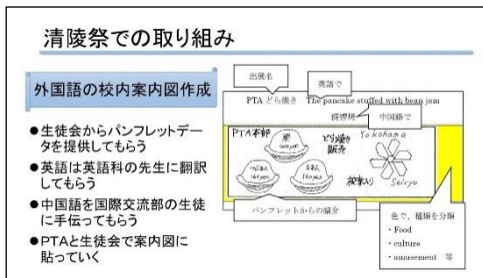 清陵祭での取り組み
外国語の校内案内図作成
●生徒会からパンフレットデー
タを提供してもらう
●英語は英語科の先生に翻訳
してもらう
●中国語を国際交流部の生徒
に手伝ってもらう
●PTAと生徒会で案内図に
貼っていく
出展名
英語で
PTA どら焼き The pancake stuffed with bean jam
中国語で
PTA本部
どら焼き
販売
Yokohama
Seiryo
パンフレットからの紹介
色で、種類を分類
・Food
・culture
・amusement 等